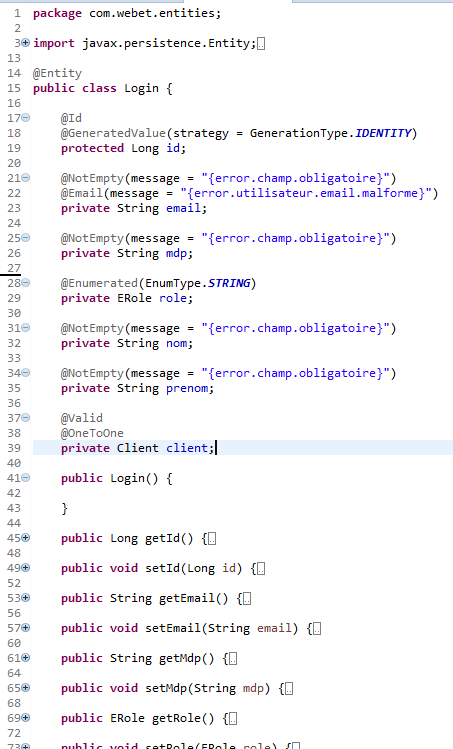 1 package com.webet.entities;
2
3 import javax.persistence.Entity;
13
14 @Entity
15 public class Login {
16
17 @Id
18 @GeneratedValue(strategy = GenerationType.IDENTITY)
19 protected Long id;
20
21 @NotEmpty(message = "{error.champ.obligatoire}")
22 @Email(message = "{error.utilisateur.email.malforme}")
23 private String email;
24
25 @NotEmpty(message = "{error.champ.obligatoire}")
26 private String mdp;
27
28 @Enumerated(EnumType.STRING)
29 private ERole role;
30
31 @NotEmpty(message = "{error.champ.obligatoire}")
32 private String nom;
33
34 @NotEmpty(message = "{error.champ.obligatoire}")
35 private String prenom;
36
37 @Valid
38 @OneToOne
39 private Client client;
40
41 public Login() {
42
43 }
44
45 public Long getId() {
48
49 public void setId(Long id) {
52
53 public String getEmail() {
56
57 public void setEmail(String email) {
60
61 public String getMdp() {
64
65 public void setMdp(String mdp) {
68
69 public ERole getRole() {
72
73 public void setRole(ERole role) {